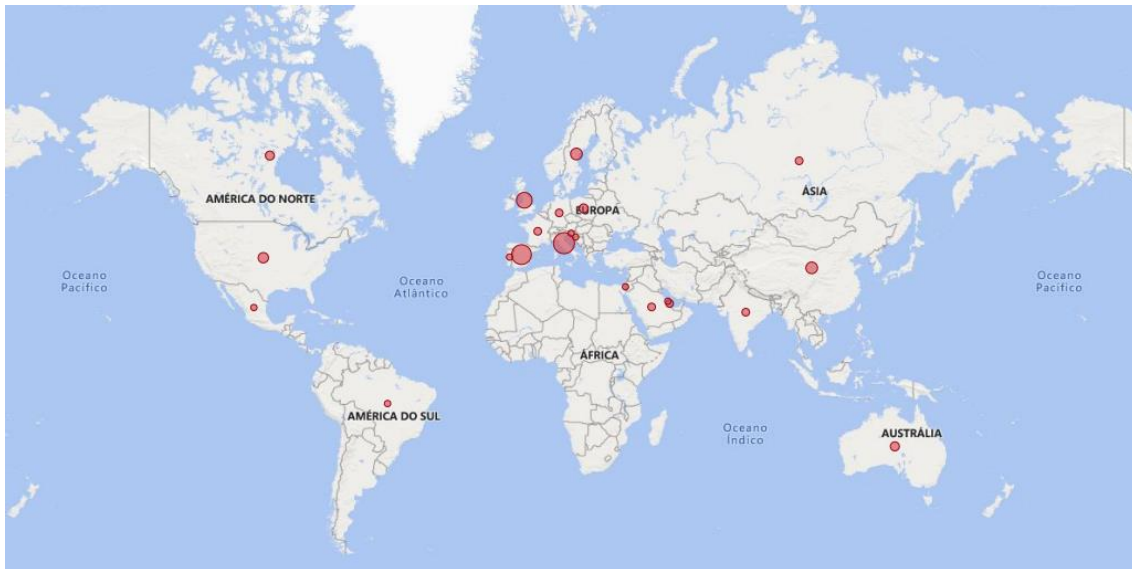 ÁSIA
AMÉRICA DO NORTE
EUROPA
Oceano
Pacífico
Oceano
Atlântico
Oceano
Pacífico
ÁFRICA
AMÉRICA DO SUL
Oceano
Índico
AUSTRÁLIA